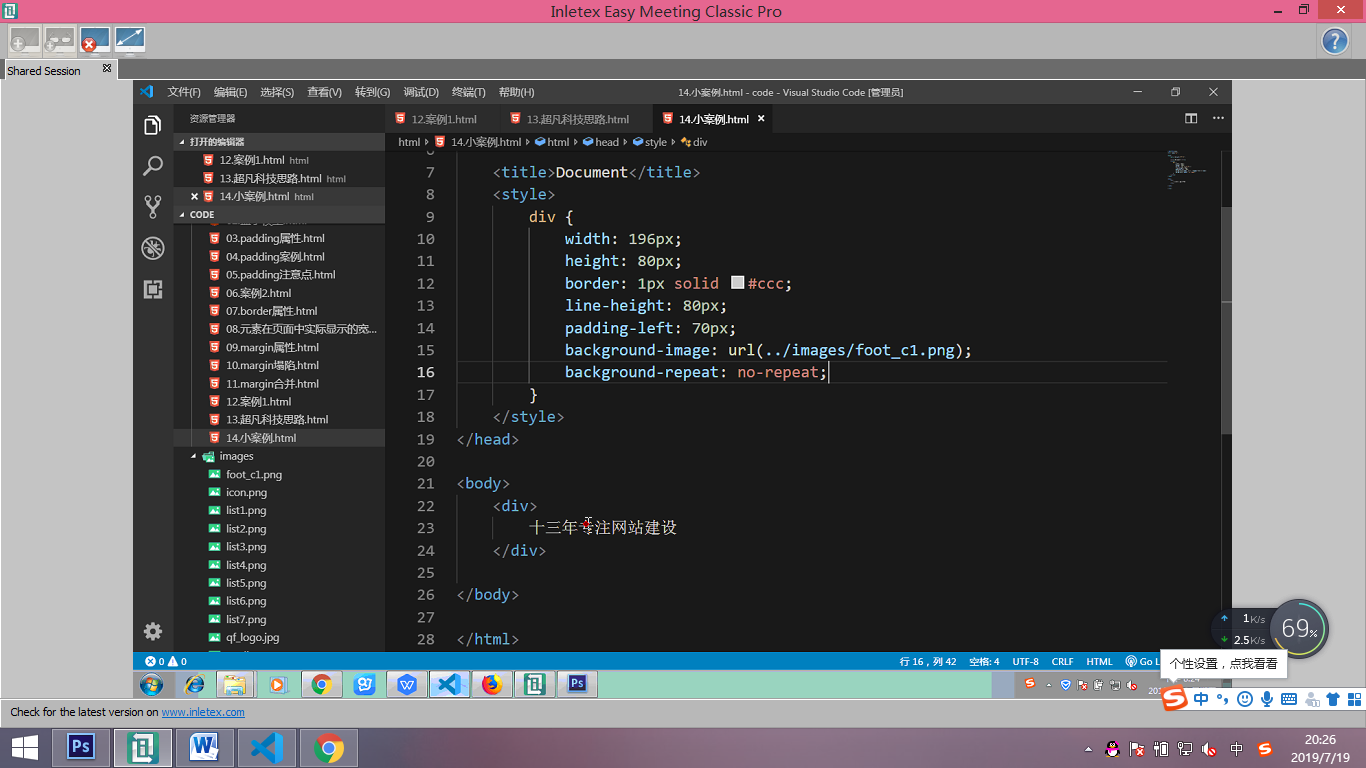 Inletex Easy Meeting Classic Pro
Shared Session
文件(F) 编辑(E) 选择(S) 查看(V) 转到(G) 调试(D) 终端(T) 帮助(H)
14.小案例.html - code - Visual Studio Code [管理员]
资源管理器
12.案例1.html
13.超凡科技思路.html
14.小案例.html
html › 14.小案例.html › html › head › style › div
打开的编辑器
12.案例1.html html
13.超凡科技思路.html html
14.小案例.html html
CODE
03.padding属性.html
04.padding案例.html
05.padding注意点.html
06.案例2.html
07.border属性.html
08.元素在页面中实际显示的宽...
09.margin属性.html
10.margin塌陷.html
11.margin合并.html
12.案例1.html
13.超凡科技思路.html
14.小案例.html
images
foot_c1.png
icon.png
list1.png
list2.png
list3.png
list4.png
list5.png
list6.png
list7.png
qf_logo.jpg
7 <title>Document</title>
8 <style>
9 div {
10 width: 196px;
11 height: 80px;
12 border: 1px solid #ccc;
13 line-height: 80px;
14 padding-left: 70px;
15 background-image: url(../images/foot_c1.png);
16 background-repeat: no-repeat;
17 }
18 </style>
19 </head>
20
21 <body>
22 <div>
23 十三年专注网站建设
24 </div>
25
26 </body>
27
28 </html>
1K/s
2.5K/s
69%
个性设置，点我看看
0 0
行 16，列 42 空格: 4 UTF-8 CRLF HTML Go L
中
Check for the latest version on www.inletex.com
中
20:26
2019/7/19